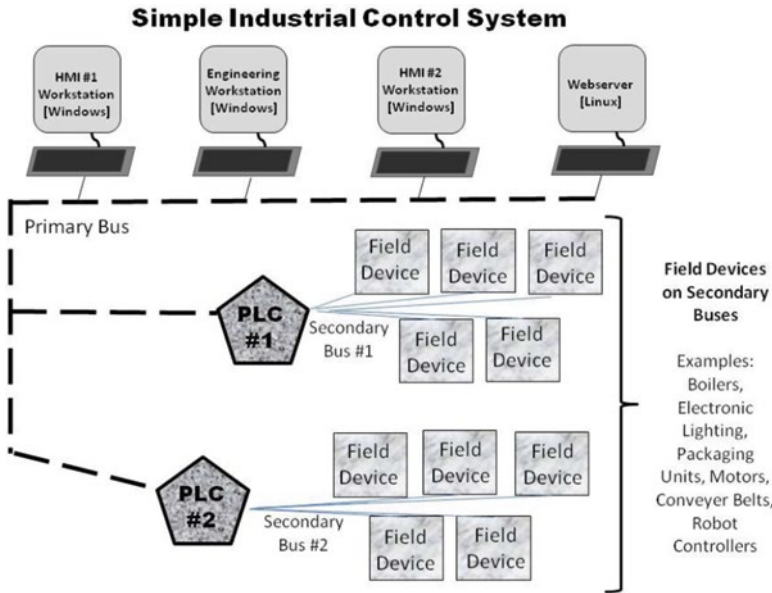 Simple Industrial Control System
HMI #1
Workstation
[Windows]
Engineering
Workstation
[Windows]
HMI #2
Workstation
[Windows]
Webserver
[Linux]
Primary Bus
PLC
#1
Secondary
Bus #1
Field
Device
Field
Device
Field
Device
Field
Device
Field
Device
PLC
#2
Secondary
Bus #2
Field
Device
Field
Device
Field
Device
Field
Device
Field
Device
Field Devices
on Secondary
Buses
Examples:
Boilers,
Electronic
Lighting,
Packaging
Units, Motors,
Conveyer Belts,
Robot
Controllers